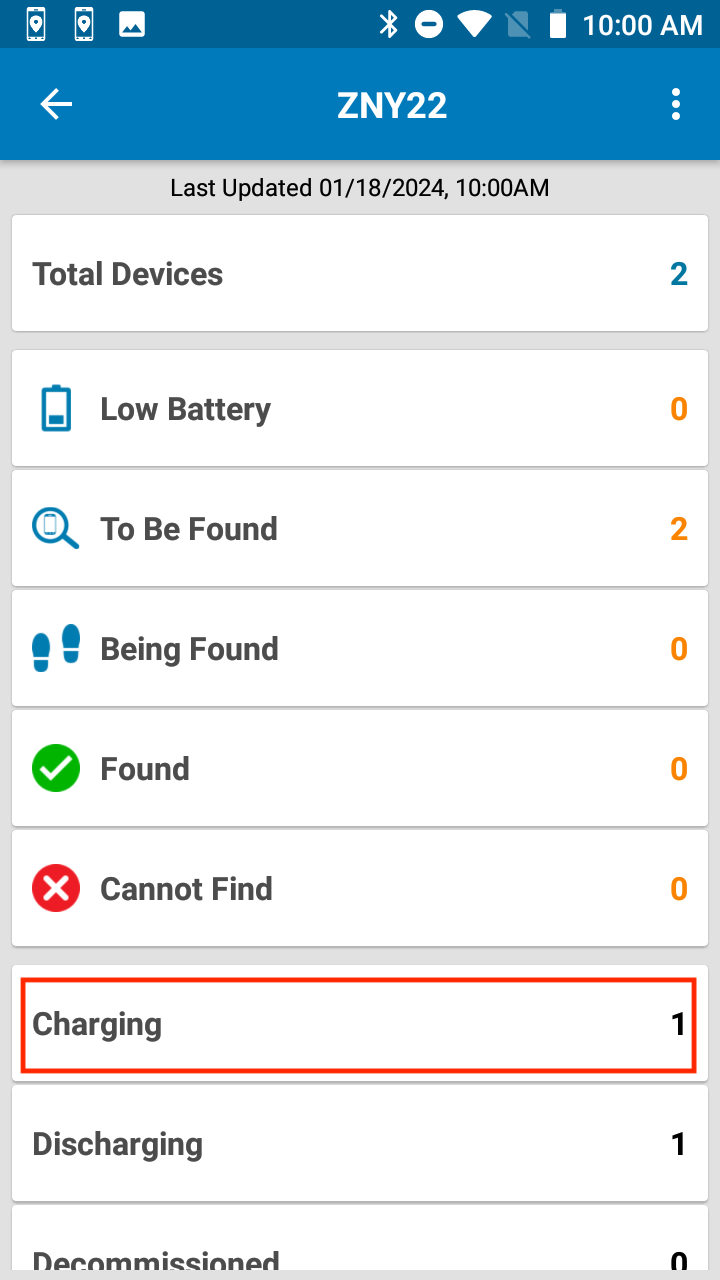 10:00 AM
ZNY22
Last Updated 01/18/2024, 10:00AM
Total Devices 2
Low Battery 0
To Be Found 2
Being Found 0
Found 0
Cannot Find 0
Charging 1
Discharging 1
Decommissioned 0